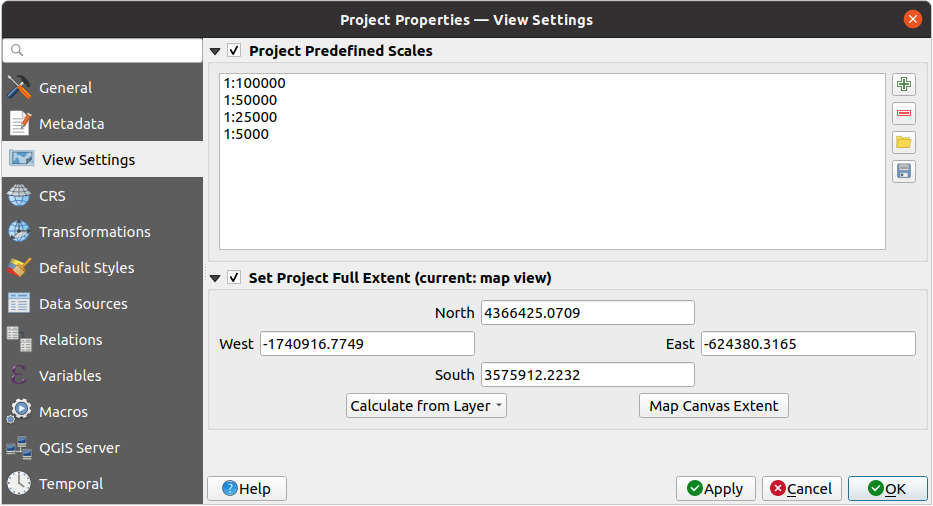 Project Properties — View Settings
General
Metadata
View Settings
CRS
Transformations
Default Styles
Data Sources
Relations
Variables
Macros
QGIS Server
Temporal
Project Predefined Scales
1:100000
1:50000
1:25000
1:5000
Set Project Full Extent (current: map view)
North 4366425.0709
West -1740916.7749 East -624380.3165
South 3575912.2232
Calculate from Layer Map Canvas Extent
Help Apply Cancel OK